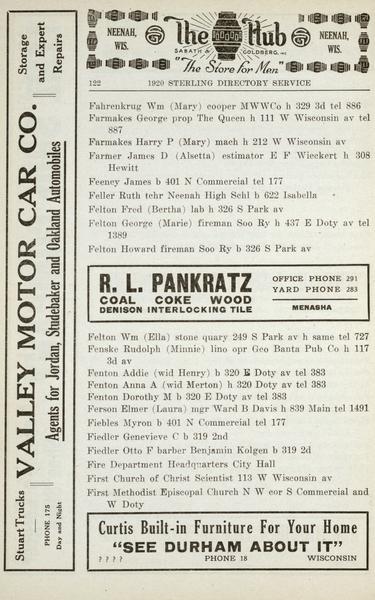 NEENAH, WIS.
The Hub
SABATH & GOLDBERG, INC
NEENAH, WIS.
"The Store for Men"
122 1920 STERLING DIRECTORY SERVICE
Fahrenkrug Wm (Mary) cooper MWWCo h 329 3d tel 886
Farmakes George prop The Queen h 111 W Wisconsin av tel
887
Farmakes Harry P (Mary) mach h 212 W Wisconsin av
Farmer James D (Alsetta) estimator E F Wieckert h 308
Hewitt
Feeney James b 401 N Commercial tel 177
Feller Ruth tchr Neenah High Schl b 622 Isabella
Felton Fred (Bertha) lab h 326 S Park av
Felton George (Marie) fireman Soo Ry h 437 E Doty av tel
1389
Felton Howard fireman Soo Ry b 326 S Park av
R. L. PANKRATZ
COAL COKE WOOD
DENISON INTERLOCKING TILE
OFFICE PHONE 291
YARD PHONE 283
MENASHA
Felton Wm (Ella) stone quary 249 S Park av h same tel 727
Fenske Rudolph (Minnie) lino opr Geo Banta Pub Co h 117
3d av
Fenton Addie (wid Henry) b 320 E Doty av tel 383
Fenton Anna A (wid Merton) h 320 Doty av tel 383
Fenton Dorothy M b 320 E Doty av tel 383
Ferson Elmer (Laura) mgr Ward B Davis h 839 Main tel 1491
Fiebles Myron b 401 N Commercial tel 177
Fiedler Genevieve C b 319 2nd
Fiedler Otto F barber Benjamin Kolgen b 319 2d
Fire Department Headquarters City Hall
First Church of Christ Scientist 113 W Wisconsin av
First Methodist Episcopal Church N W cor S Commercial and
W Doty
Curtis Built-in Furniture For Your Home
"SEE DURHAM ABOUT IT"
? ? ? ? PHONE 18 WISCONSIN
Stuart Trucks
PHONE 175
Day and Night
VALLEY MOTOR CAR CO.
Agents for Jordan, Studebaker and Oakland Automobiles
Storage
and Expert
Repairs